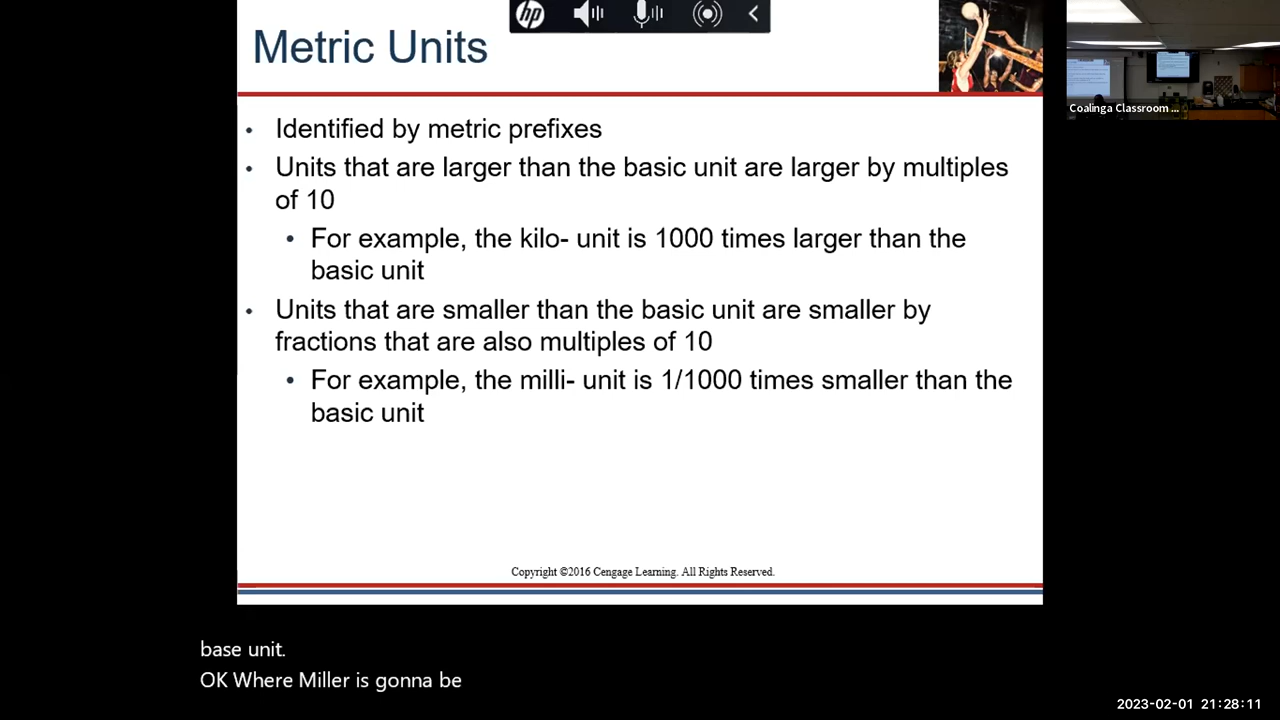 hp
Metric Units
Coalinga Classroom ...
• Identified by metric prefixes
• Units that are larger than the basic unit are larger by multiples
of 10
• For example, the kilo- unit is 1000 times larger than the
basic unit
• Units that are smaller than the basic unit are smaller by
fractions that are also multiples of 10
• For example, the milli- unit is 1/1000 times smaller than the
basic unit
Copyright ©2016 Cengage Learning. All Rights Reserved.
base unit.
OK Where Miller is gonna be
2023-02-01 21:28:11